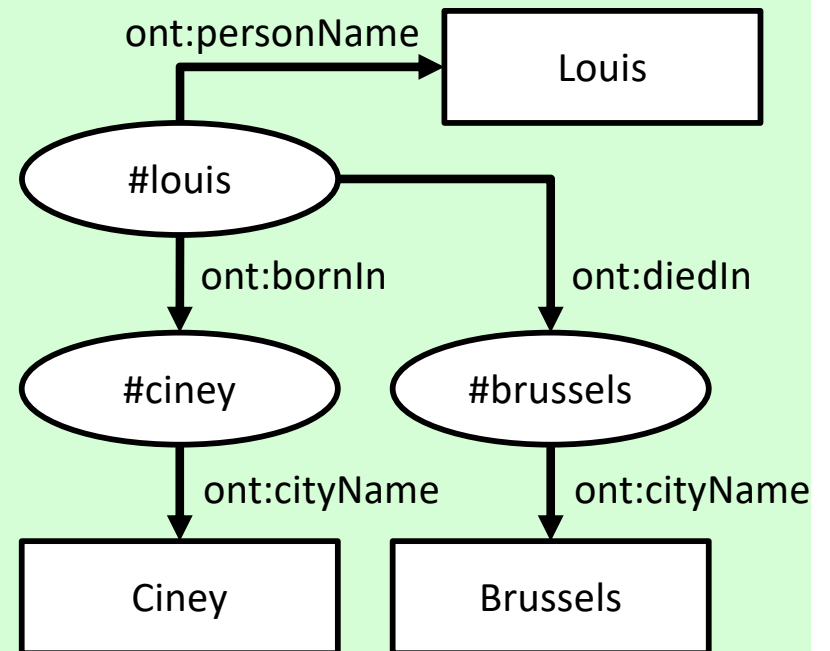 ont:personName
Louis
#louis
ont:bornIn
ont:diedIn
#ciney
#brussels
ont:cityName
ont:cityName
Ciney
Brussels